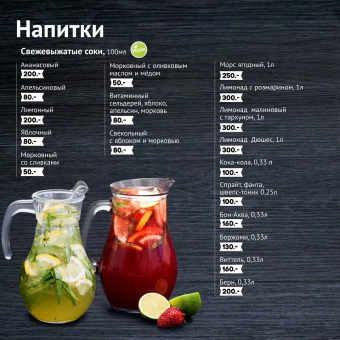 Напитки
Свежевыжатые соки, 100мл
Ананасовый
200.-
Апельсиновый
80.-
Лимонный
200.-
Яблочный
80.-
Морковный
со сливками
50.-
Морковный с оливковым
маслом и мёдом
50.-
Витаминный
сельдерей, яблоко,
апельсин, морковь
80.-
Свекольный
с яблоком и морковью
80.-
Морс ягодный, 1л
250.-
Лимонад с розмарином, 1л
300.-
Лимонад малиновый
с тархуном, 1л
300.-
Лимонад Дюшес, 1л
300.-
Кока-кола, 0,33 л
100.-
Спрайт, фанта,
швепс-тоник 0,25л
100.-
Бон-Аква, 0,33л
160.-
Боржоми, 0,33л
130.-
Виттель, 0,33л
160.-
Берн, 0,33л
200.-